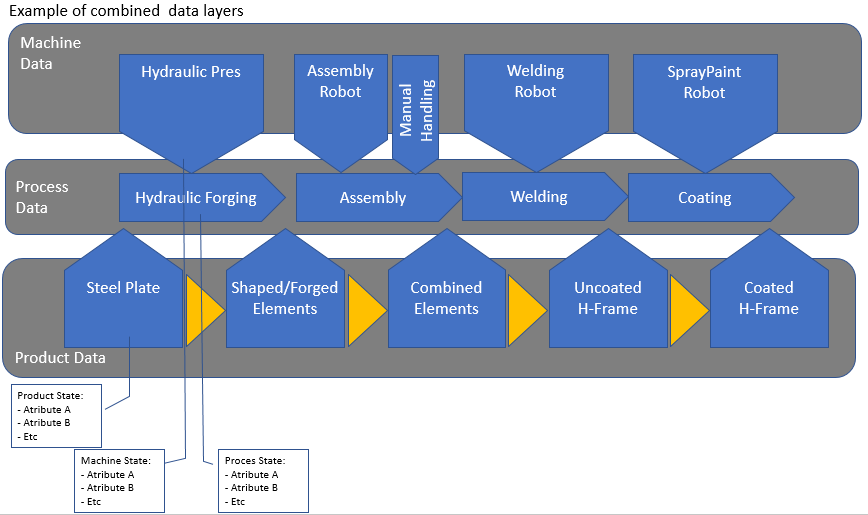 Example of combined data layers
Machine
Data
Hydraulic Pres
Assembly
Robot
Manual
Handling
Welding
Robot
SprayPaint
Robot
Process
Data
Hydraulic Forging
Assembly
Welding
Coating
Steel Plate
Shaped/Forged
Elements
Combined
Elements
Uncoated
H-Frame
Coated
H-Frame
Product Data
Product State:
- Atribute A
- Atribute B
- Etc
Machine State:
- Atribute A
- Atribute B
- Etc
Proces State:
- Atribute A
- Atribute B
- Etc